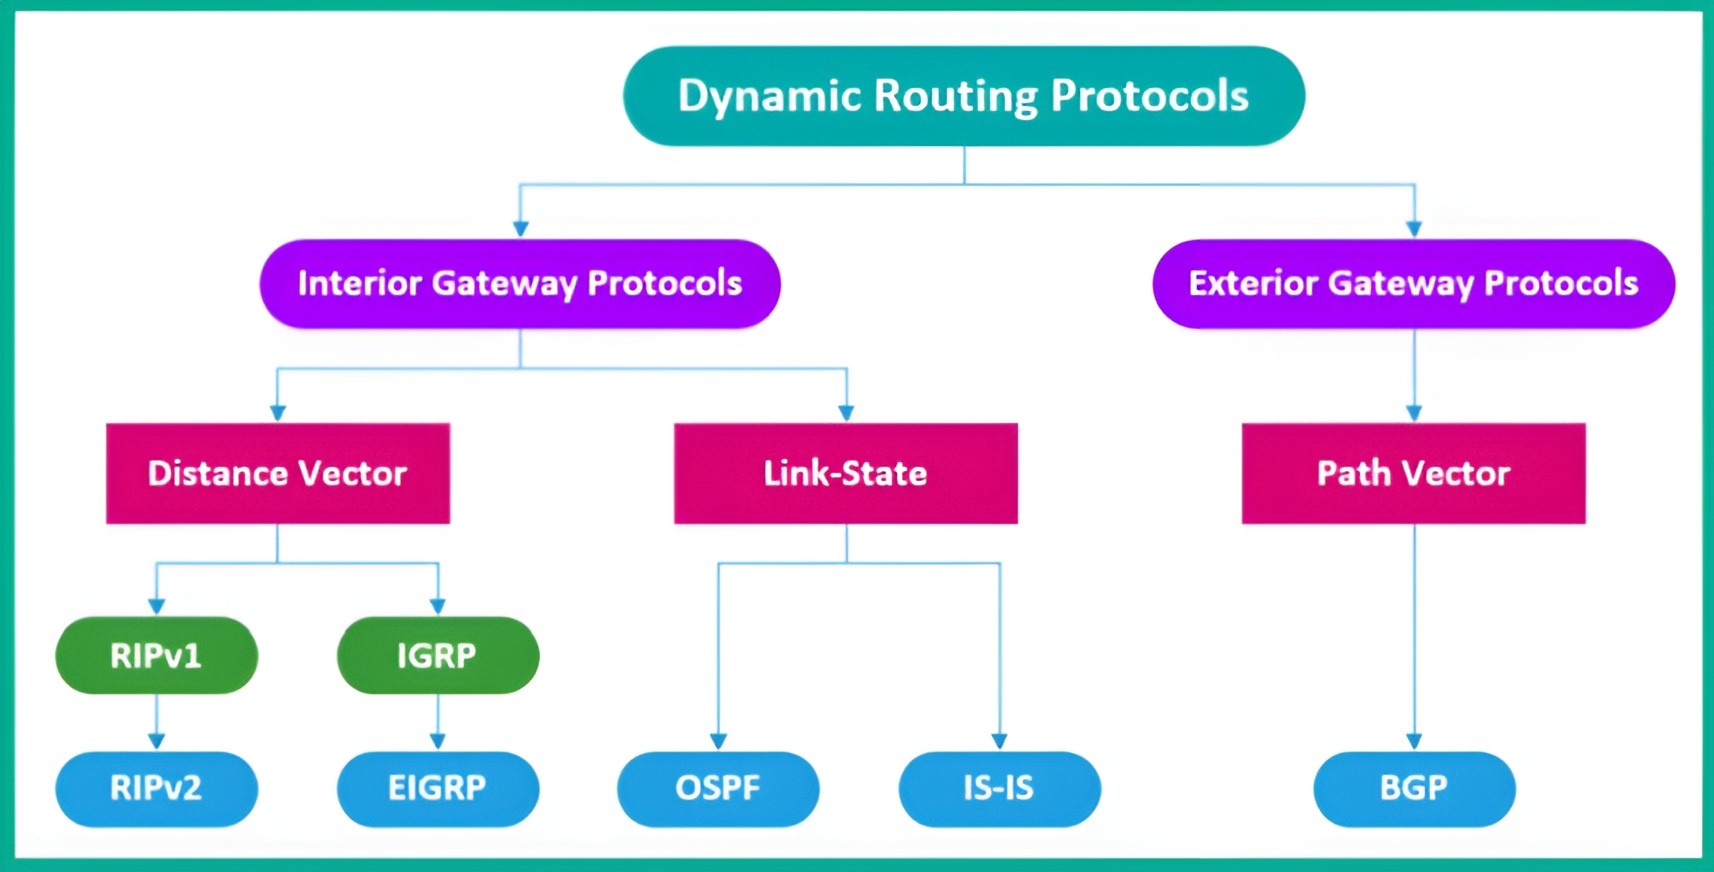 Dynamic Routing Protocols
Interior Gateway Protocols
Exterior Gateway Protocols
Distance Vector
Link-State
Path Vector
RIPv1
IGRP
RIPv2
EIGRP
OSPF
IS-IS
BGP